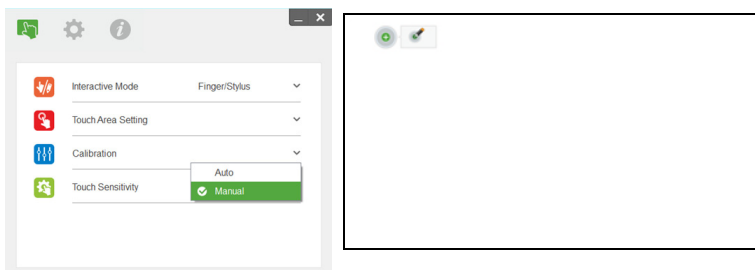 Interactive Mode Finger/Stylus
Touch Area Setting
Calibration
Auto
Touch Sensitivity Manual